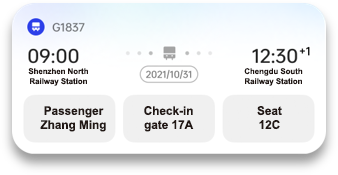 G1837
09:00 12:30+1
Shenzhen North Railway Station
2021/10/31
Chengdu South Railway Station
Passenger Zhang Ming
Check-in gate 17A
Seat 12C